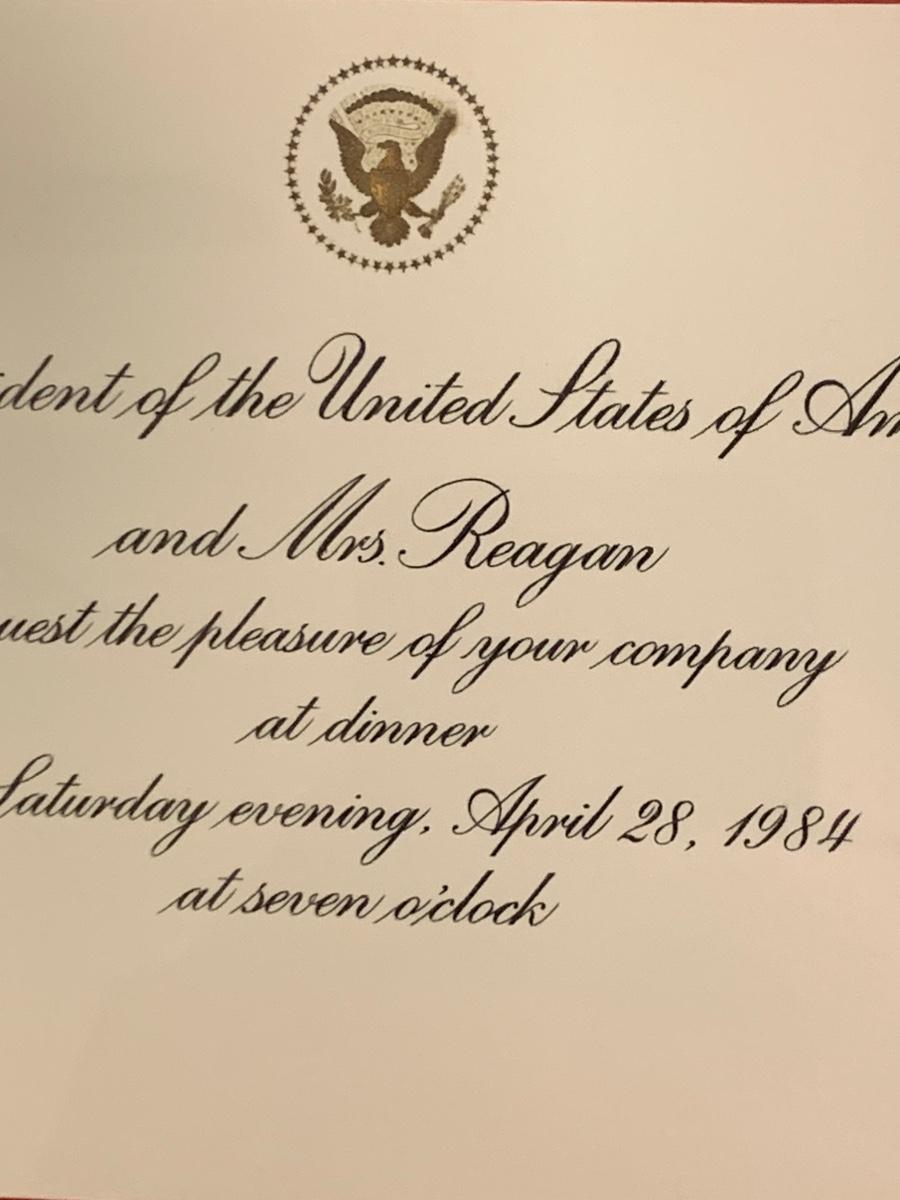 ident of the United States of Am
and Mrs. Reagan
uest the pleasure of your company
at dinner
Saturday evening, April 28, 1984
at seven o'clock